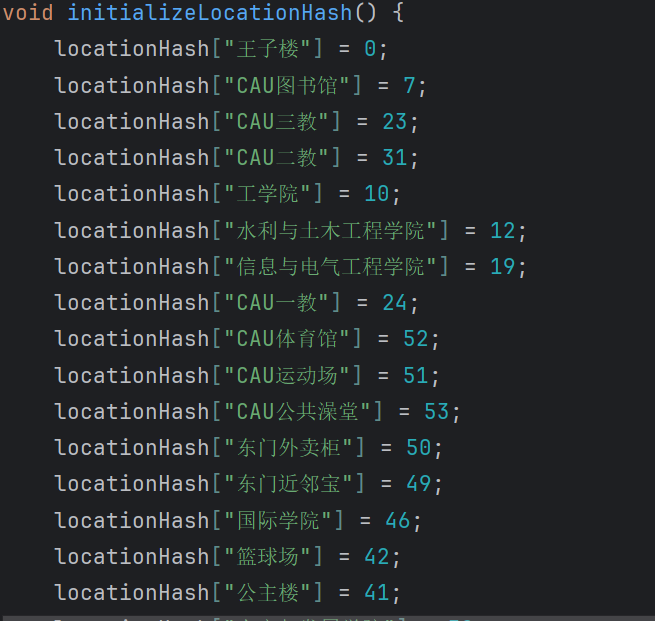 void initializeLocationHash() {
locationHash["王子楼"] = 0;
locationHash["CAU图书馆"] = 7;
locationHash["CAU三教"] = 23;
locationHash["CAU二教"] = 31;
locationHash["工学院"] = 10;
locationHash["水利与土木工程学院"] = 12;
locationHash["信息与电气工程学院"] = 19;
locationHash["CAU一教"] = 24;
locationHash["CAU体育馆"] = 52;
locationHash["CAU运动场"] = 51;
locationHash["CAU公共澡堂"] = 53;
locationHash["东门外卖柜"] = 50;
locationHash["东门近邻宝"] = 49;
locationHash["国际学院"] = 46;
locationHash["篮球场"] = 42;
locationHash["公主楼"] = 41;